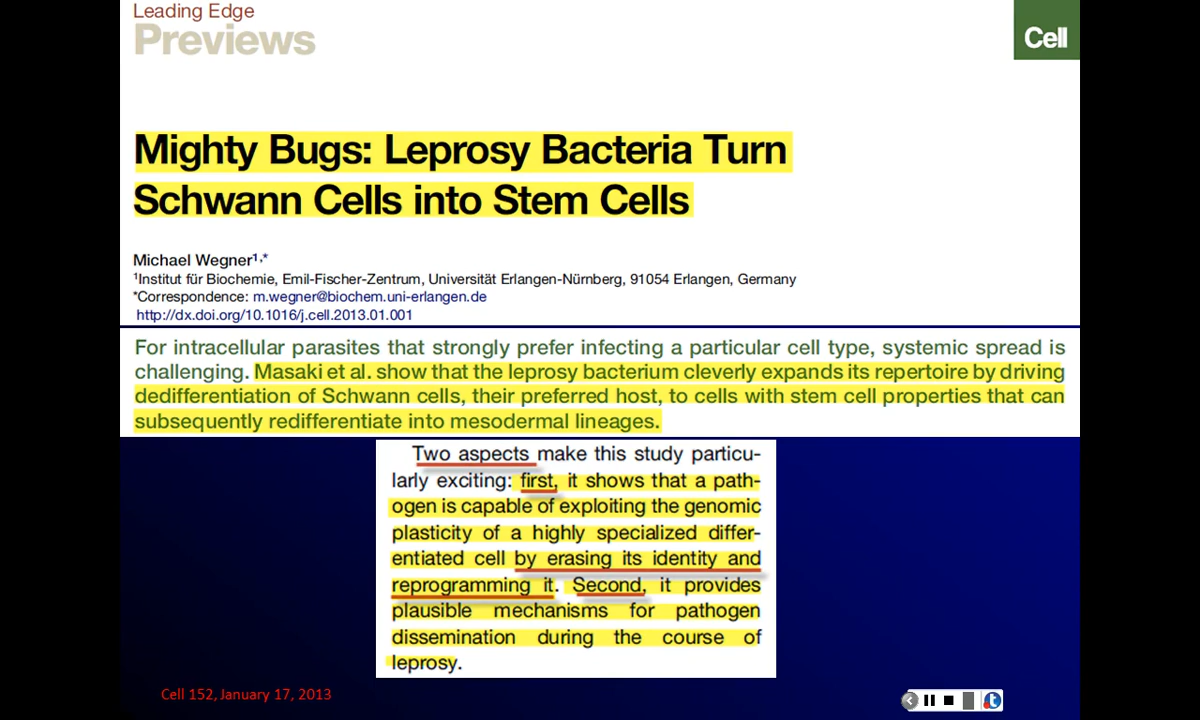 Leading Edge
Previews
Cell
Mighty Bugs: Leprosy Bacteria Turn
Schwann Cells into Stem Cells
Michael Wegner¹,*
¹Institut für Biochemie, Emil-Fischer-Zentrum, Universität Erlangen-Nürnberg, 91054 Erlangen, Germany
*Correspondence: m.wegner@biochem.uni-erlangen.de
http://dx.doi.org/10.1016/j.cell.2013.01.001
For intracellular parasites that strongly prefer infecting a particular cell type, systemic spread is
challenging. Masaki et al. show that the leprosy bacterium cleverly expands its repertoire by driving
dedifferentiation of Schwann cells, their preferred host, to cells with stem cell properties that can
subsequently redifferentiate into mesodermal lineages.
Two aspects make this study particu-
larly exciting: first, it shows that a path-
ogen is capable of exploiting the genomic
plasticity of a highly specialized differ-
entiated cell by erasing its identity and
reprogramming it. Second, it provides
plausible mechanisms for pathogen
dissemination during the course of
leprosy.
Cell 152, January 17, 2013